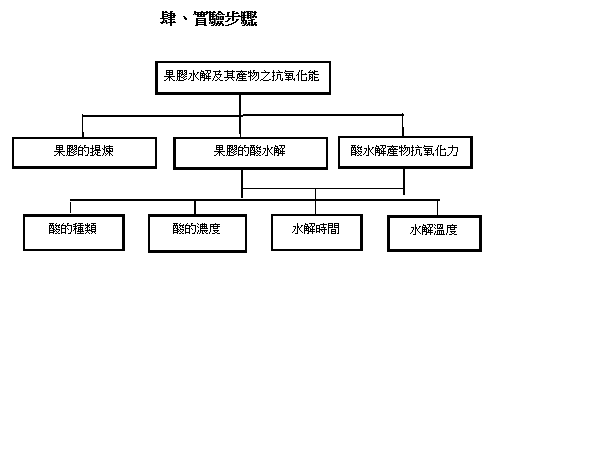 肆、實驗步驟
果膠水解及其產物之抗氧化能
果膠的提煉
果膠的酸水解
酸水解產物抗氧化力
酸的種類
酸的濃度
水解時間
水解溫度